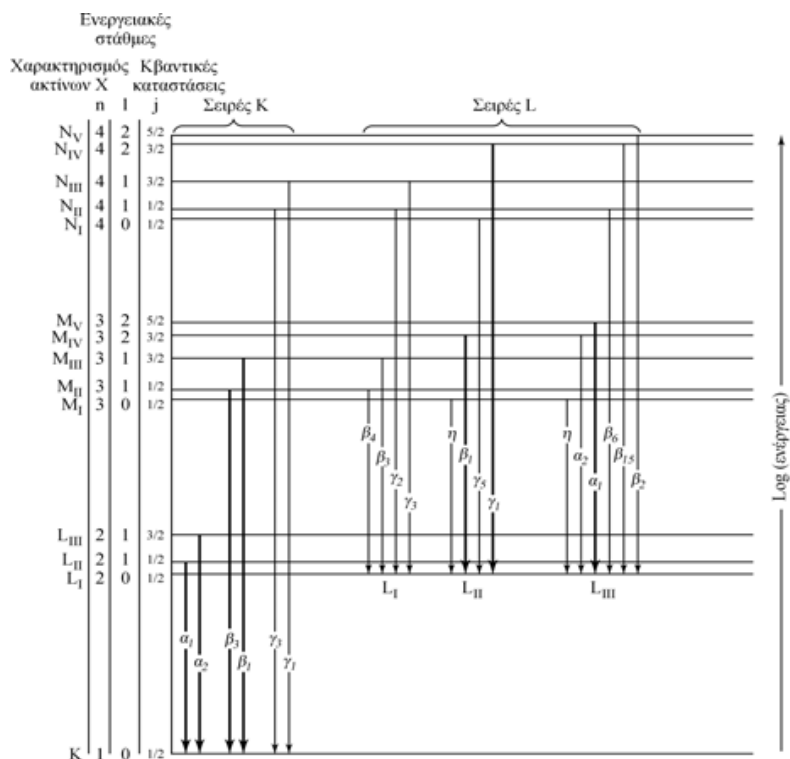 Ενεργειακές
στάθμες
Χαρακτηρισμός Κβαντικές
ακτίνων Χ καταστάσεις
n l j Σειρές K Σειρές L
N_V 4 2 5/2
N_IV 4 2 3/2
N_III 4 1 3/2
N_II 4 1 1/2
N_I 4 0 1/2
M_V 3 2 5/2
M_IV 3 2 3/2
M_III 3 1 3/2
M_II 3 1 1/2
M_I 3 0 1/2
β4 β3 γ2 γ3 η β1 γ5 γ1 η α2 α1 β6 β15 β2
L_III 2 1 3/2
L_II 2 1 1/2
L_I 2 0 1/2
L_I L_II L_III
α1 α2 β3 β1 γ3 γ1
K 1 0 1/2
Log (ενέργειας)